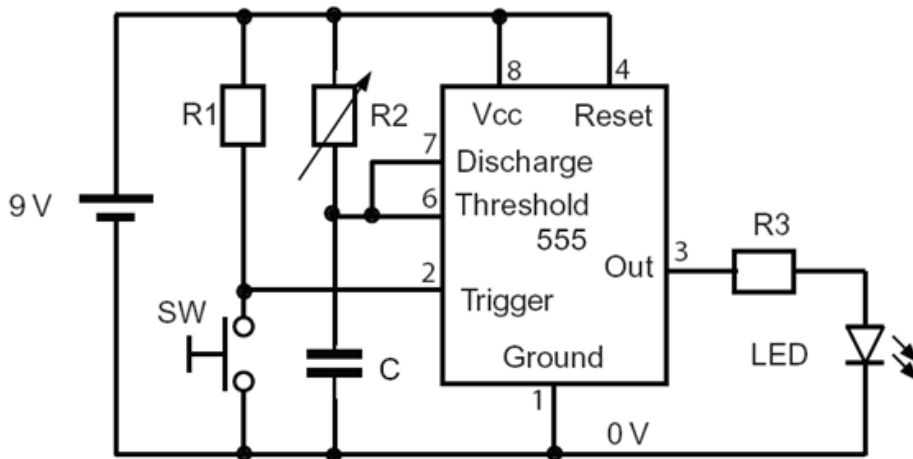 8
4
R1
R2
Vcc
Reset
7
Discharge
9 V
6
Threshold
555
R3
3
2
Out
Trigger
SW
Ground
LED
C
1
0 V